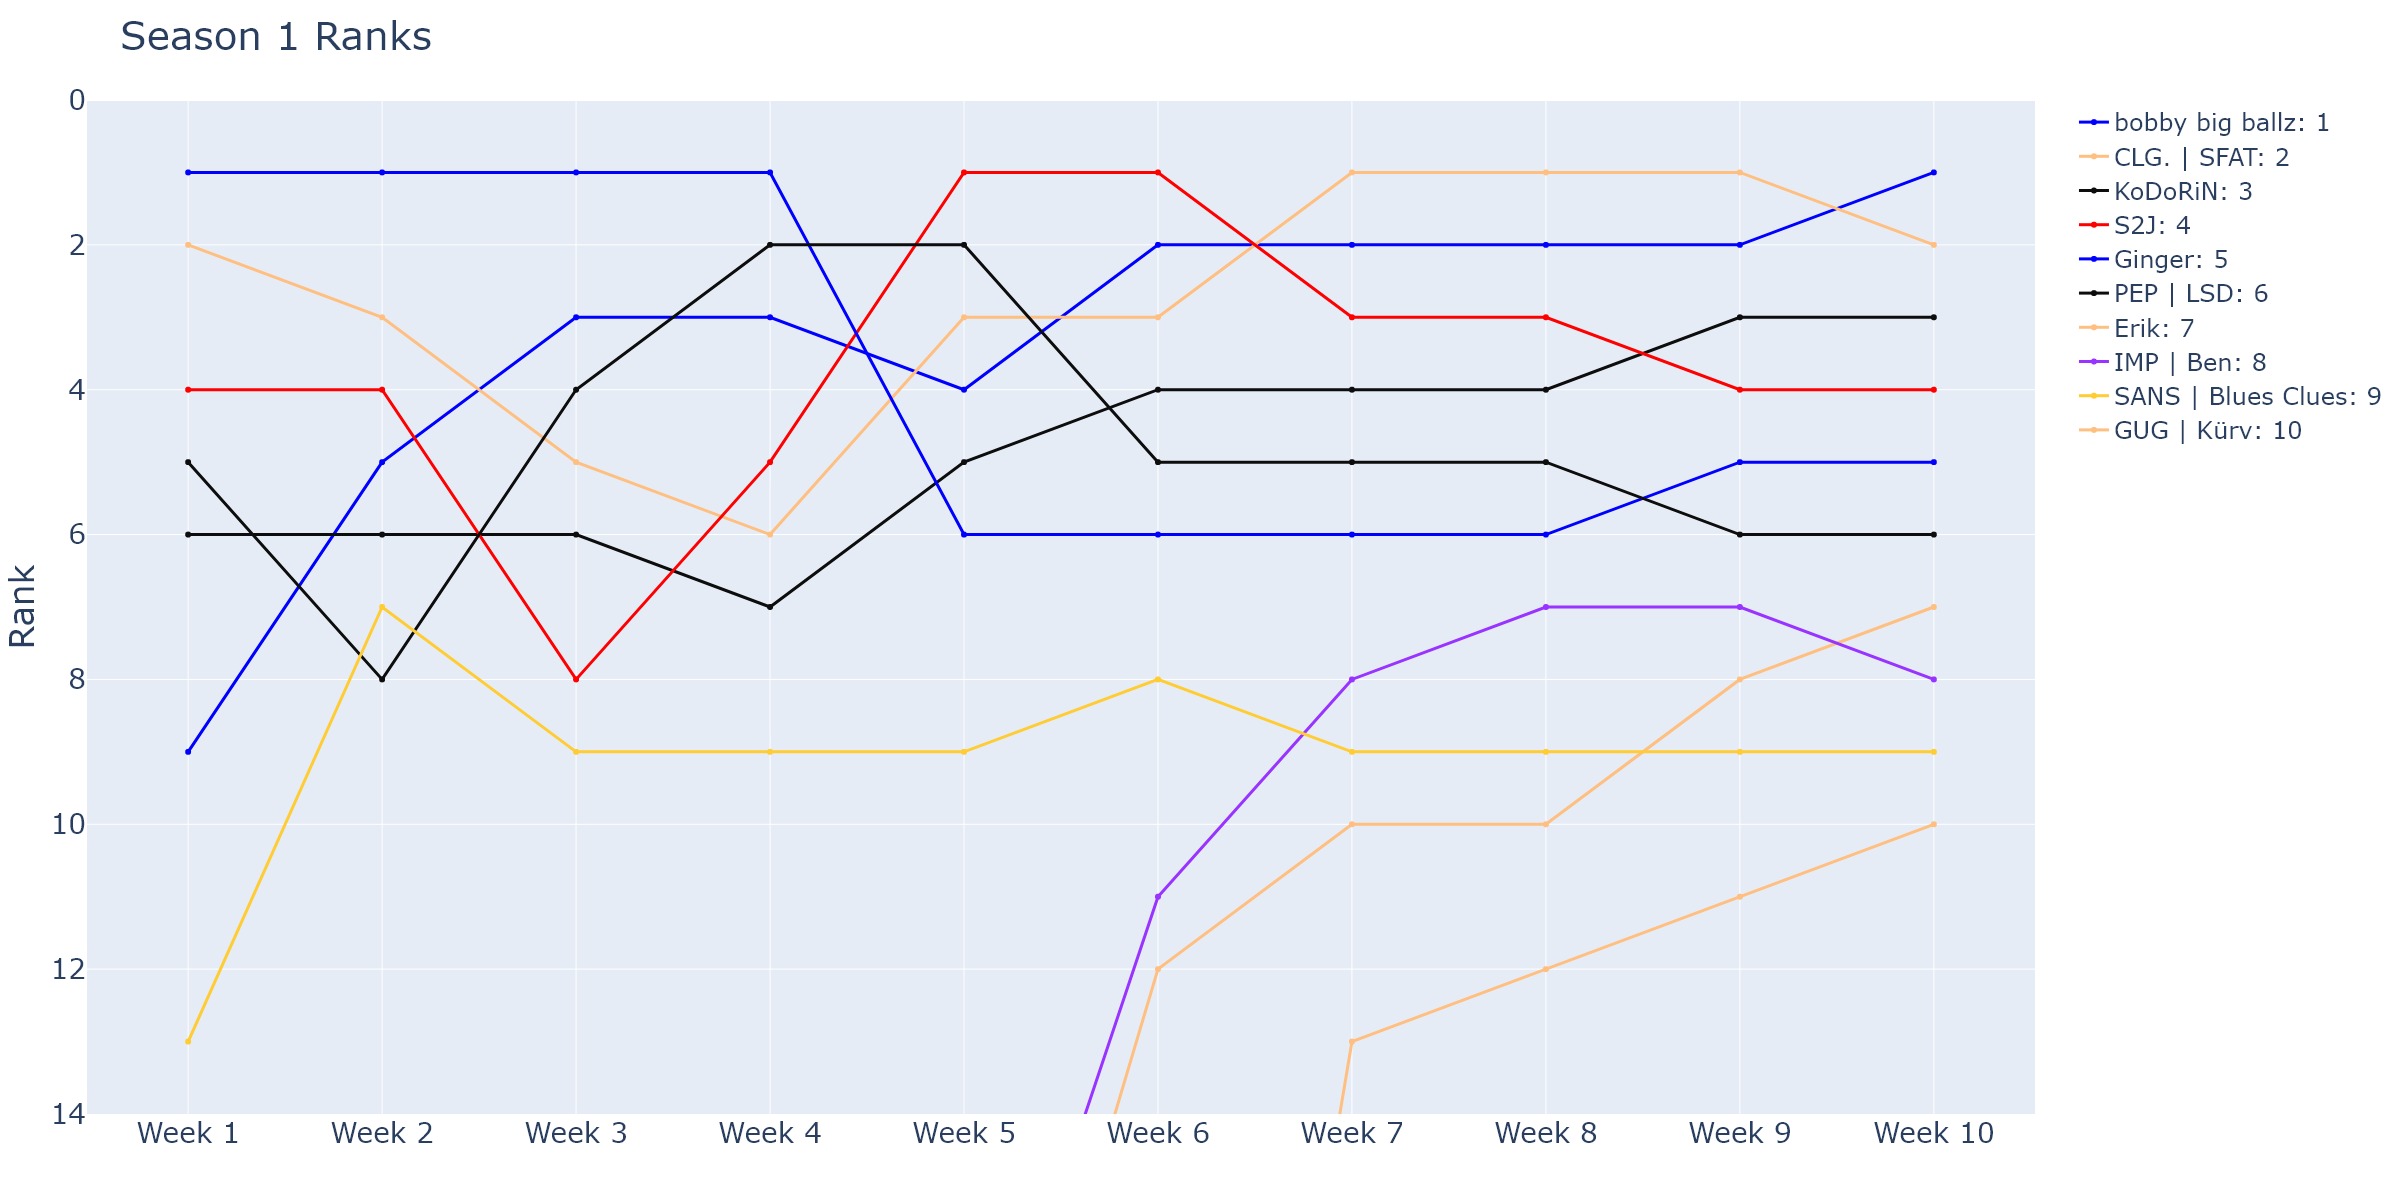 Season 1 Ranks
0
2
4
6
8
10
12
14
Rank
Week 1
Week 2
Week 3
Week 4
Week 5
Week 6
Week 7
Week 8
Week 9
Week 10
bobby big ballz: 1
CLG. | SFAT: 2
KoDoRiN: 3
S2J: 4
Ginger: 5
PEP | LSD: 6
Erik: 7
IMP | Ben: 8
SANS | Blues Clues: 9
GUG | Kürv: 10